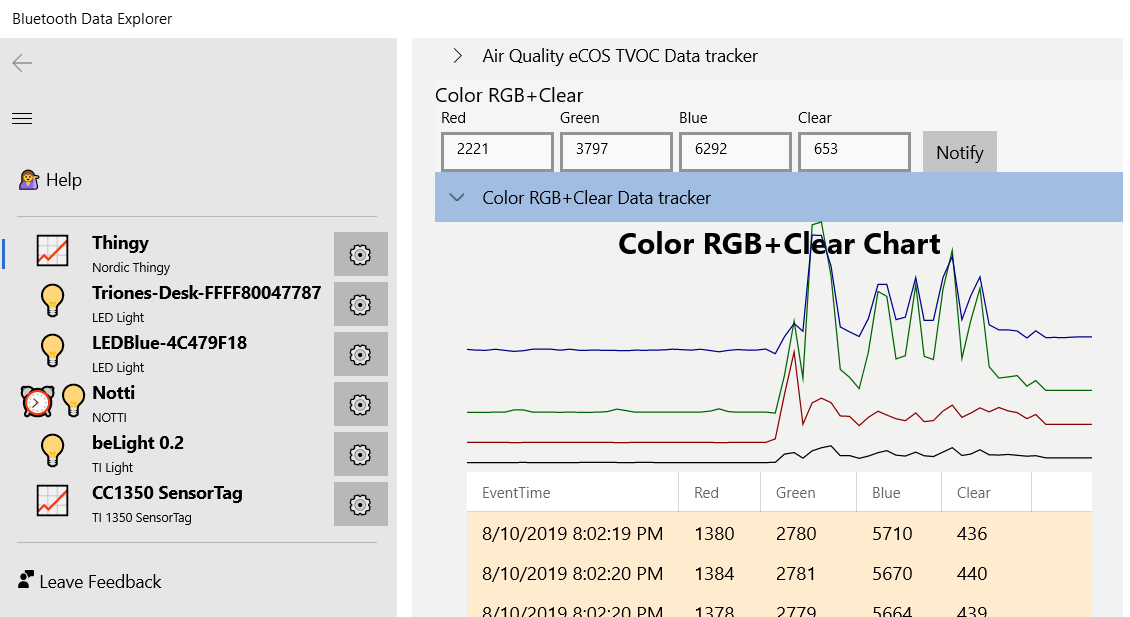 Bluetooth Data Explorer
Help
Thingy
Nordic Thingy
Triones-Desk-FFFF80047787
LED Light
LEDBlue-4C479F18
LED Light
Notti
NOTTI
beLight 0.2
TI Light
CC1350 SensorTag
TI 1350 SensorTag
Leave Feedback
Air Quality eCOS TVOC Data tracker
Color RGB+Clear
Red Green Blue Clear
2221 3797 6292 653 Notify
Color RGB+Clear Data tracker
Color RGB+Clear Chart
EventTime Red Green Blue Clear
8/10/2019 8:02:19 PM 1380 2780 5710 436
8/10/2019 8:02:20 PM 1384 2781 5670 440
8/10/2019 8:02:20 PM 1378 2779 5664 439